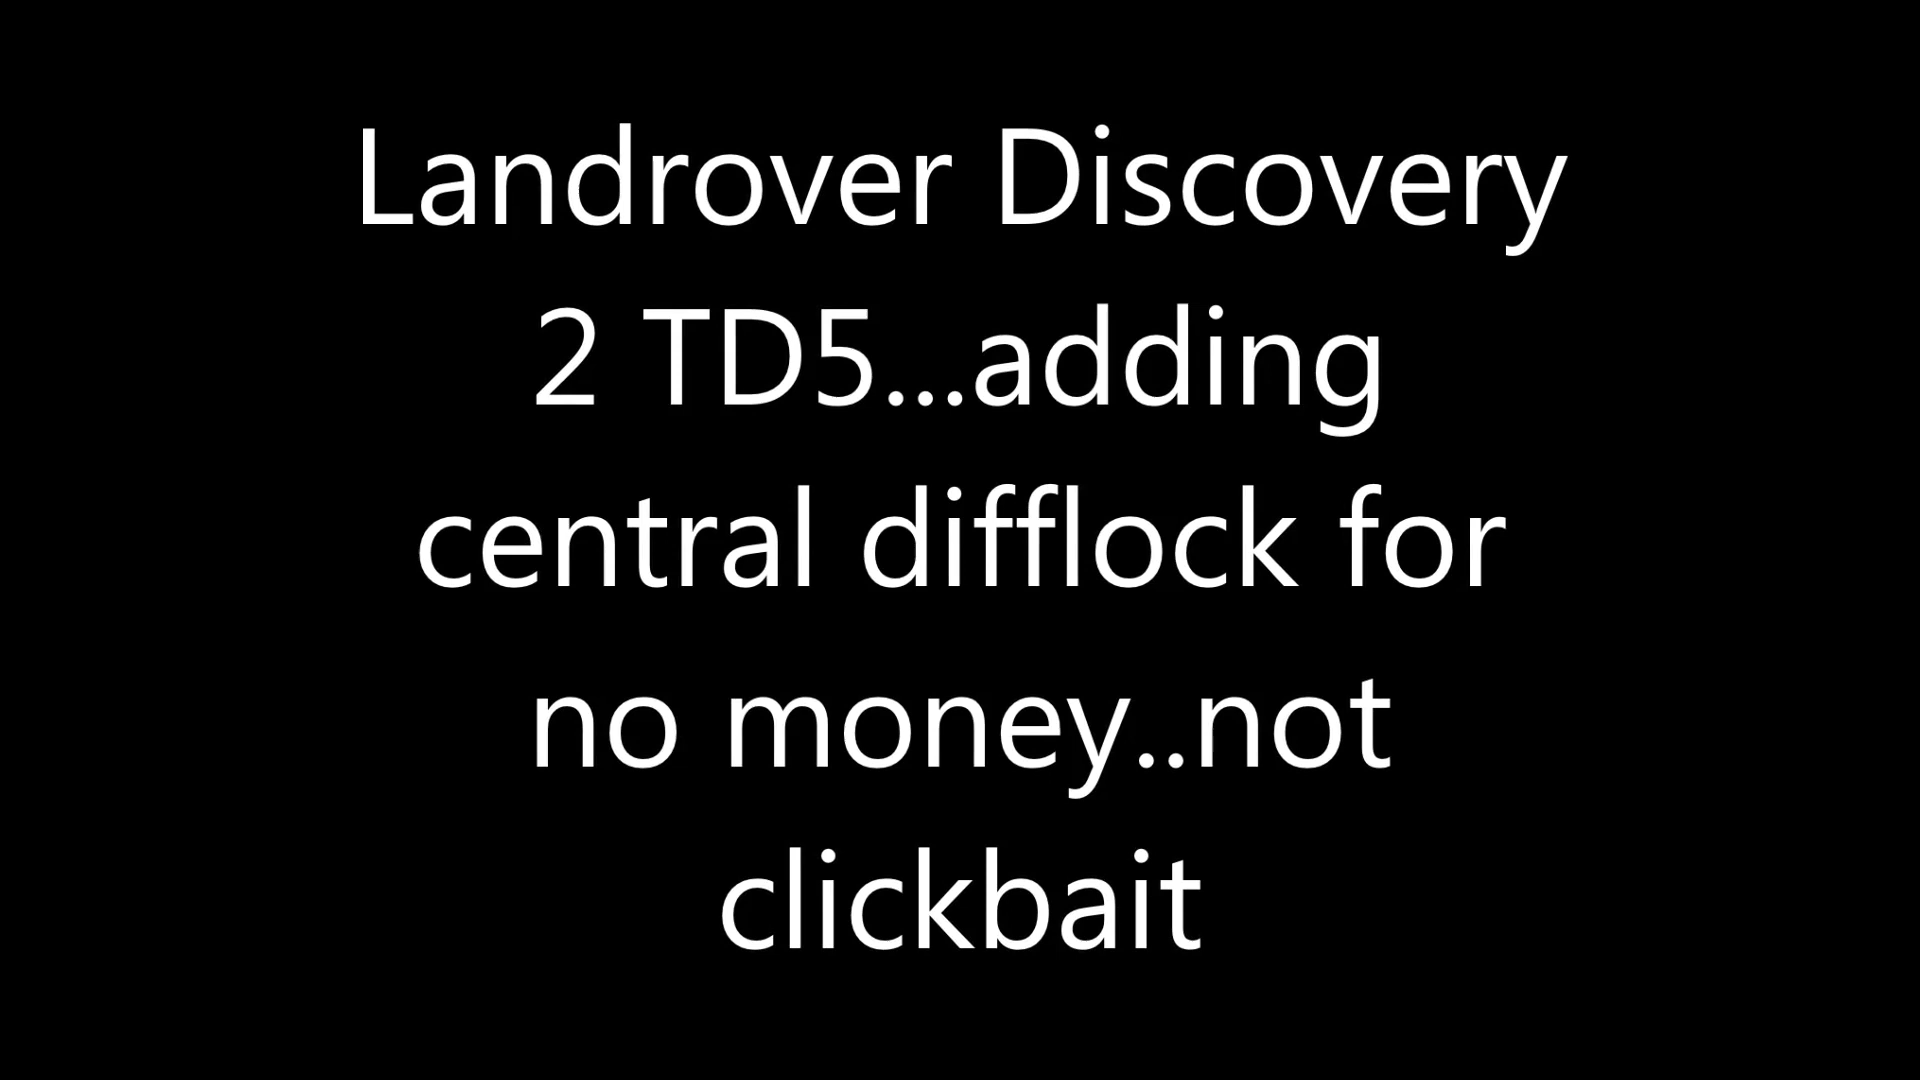 Landrover Discovery
2 TD5...adding
central difflock for
no money..not
clickbait